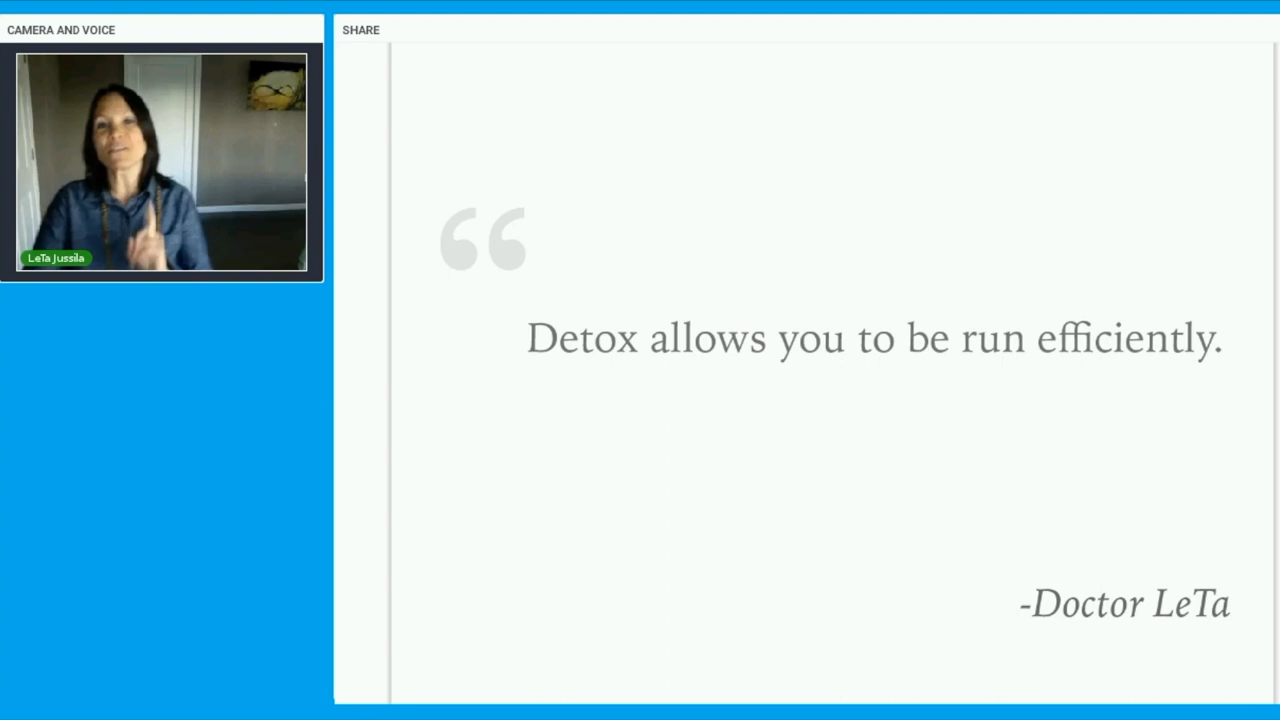 CAMERA AND VOICE
SHARE
LeTa Jussila
“
Detox allows you to be run efficiently.
-Doctor LeTa